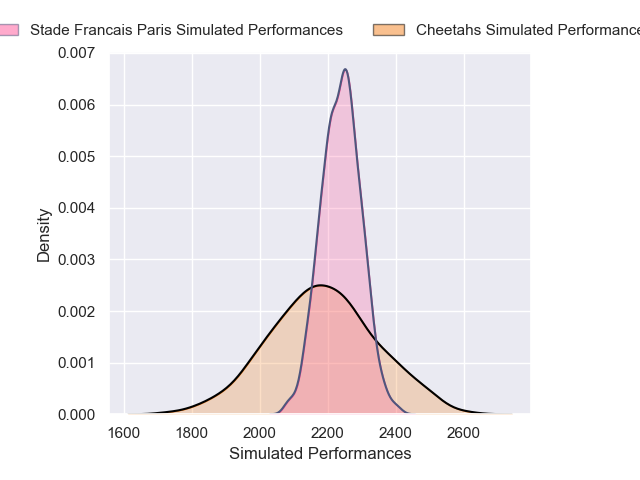 Stade Francais Paris Simulated Performances Cheetahs Simulated Performance
0.007
0.006
0.005
0.004
0.003
0.002
0.001
0.000
Density
1600 1800 2000 2200 2400 2600
Simulated Performances